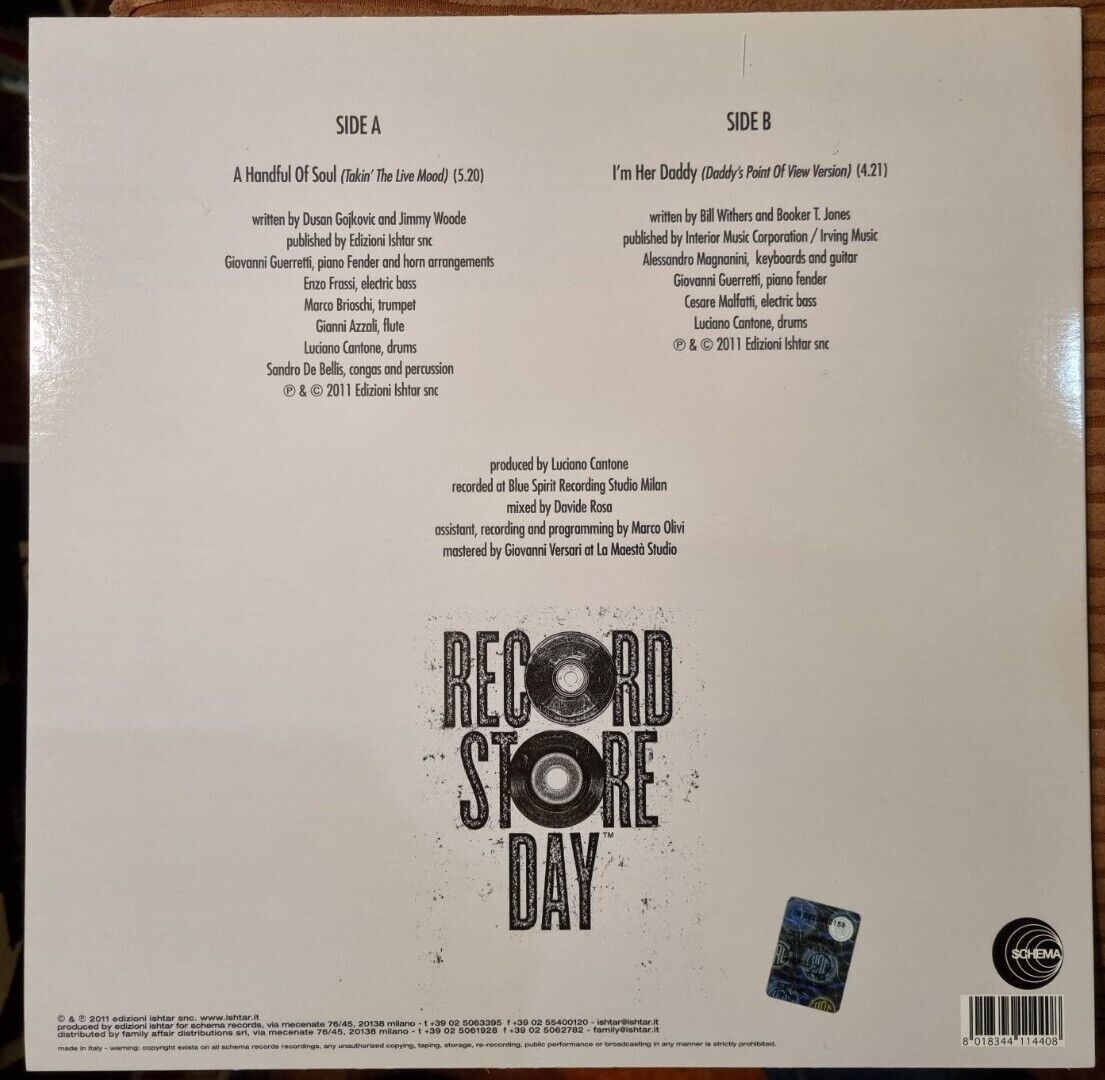 SIDE A
A Handful Of Soul (Takin' The Live Mood) (5.20)
written by Dusan Gojkovic and Jimmy Woode
published by Edizioni Ishtar snc
Giovanni Guerretti, piano Fender and horn arrangements
Enzo Frassi, electric bass
Marco Brioschi, trumpet
Gianni Azzali, flute
Luciano Cantone, drums
Sandro De Bellis, congas and percussion
℗ & © 2011 Edizioni Ishtar snc
SIDE B
I'm Her Daddy (Daddy's Point Of View Version) (4.21)
written by Bill Withers and Booker T. Jones
published by Interior Music Corporation / Irving Music
Alessandro Magnanini, keyboards and guitar
Giovanni Guerretti, piano fender
Cesare Malfatti, electric bass
Luciano Cantone, drums
℗ & © 2011 Edizioni Ishtar snc
produced by Luciano Cantone
recorded at Blue Spirit Recording Studio Milan
mixed by Davide Rosa
assistant, recording and programming by Marco Olivi
mastered by Giovanni Versari at La Maestà Studio
RECORD
STORE
DAY™
SCHEMA
© & ℗ 2011 edizioni ishtar snc. www.ishtar.it
produced by edizioni ishtar for schema records, via mecenate 76/45, 20138 milano - t +39 02 5063395 f +39 02 55400120 - ishtar@ishtar.it
distributed by family affair distributions srl, via mecenate 76/45, 20138 milano - t +39 02 5061928 f +39 02 5062782 - family@ishtar.it
made in Italy - warning: copyright exists on all schema records recordings, any unauthorized copying, taping, storage, re-recording, public performance or broadcasting in any manner is strictly prohibited.
8 018344 114408